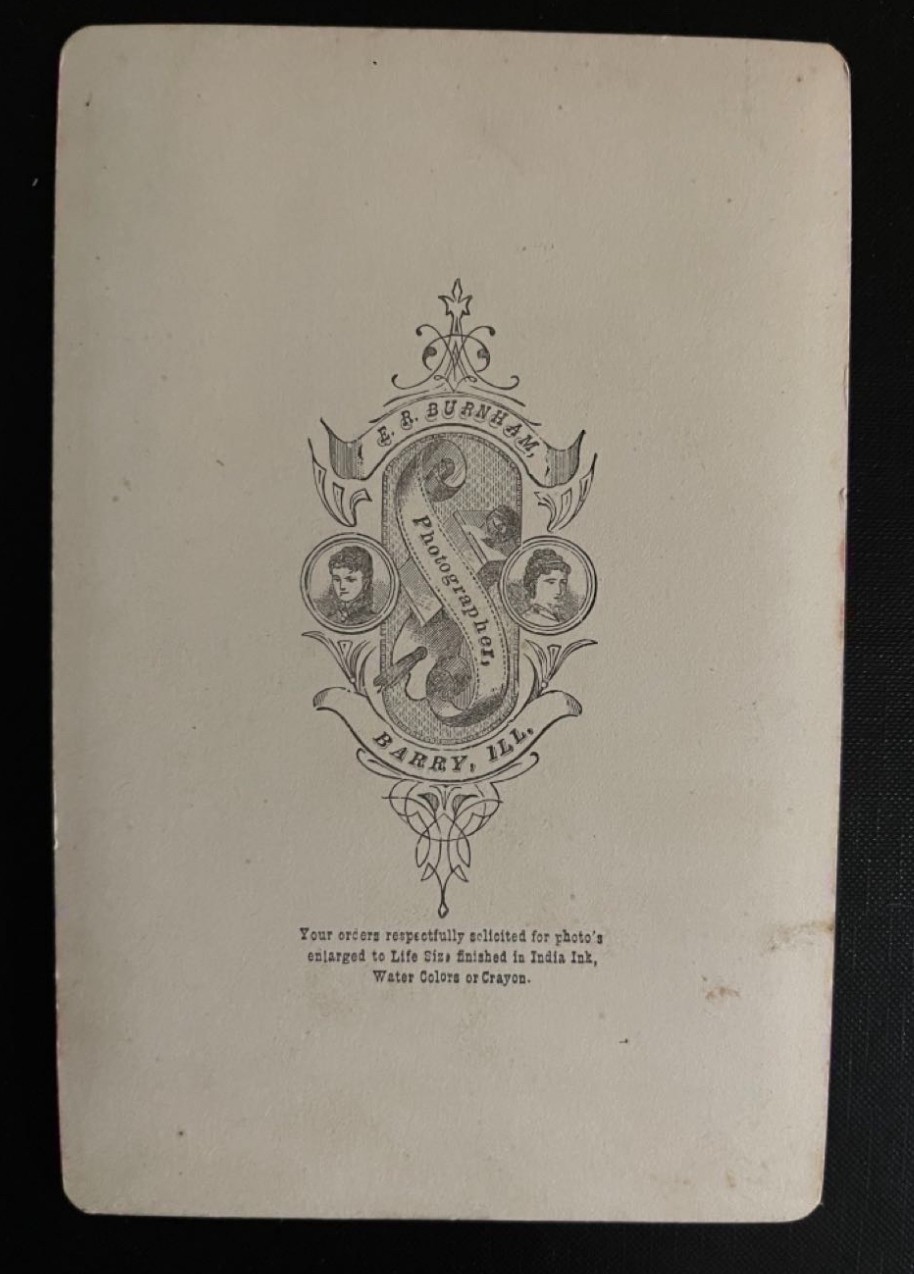 E. R. BURNHAM,
Photographer,
BARRY, ILL.
Your orders respectfully solicited for photo's
enlarged to Life Size finished in India Ink,
Water Colors or Crayon.